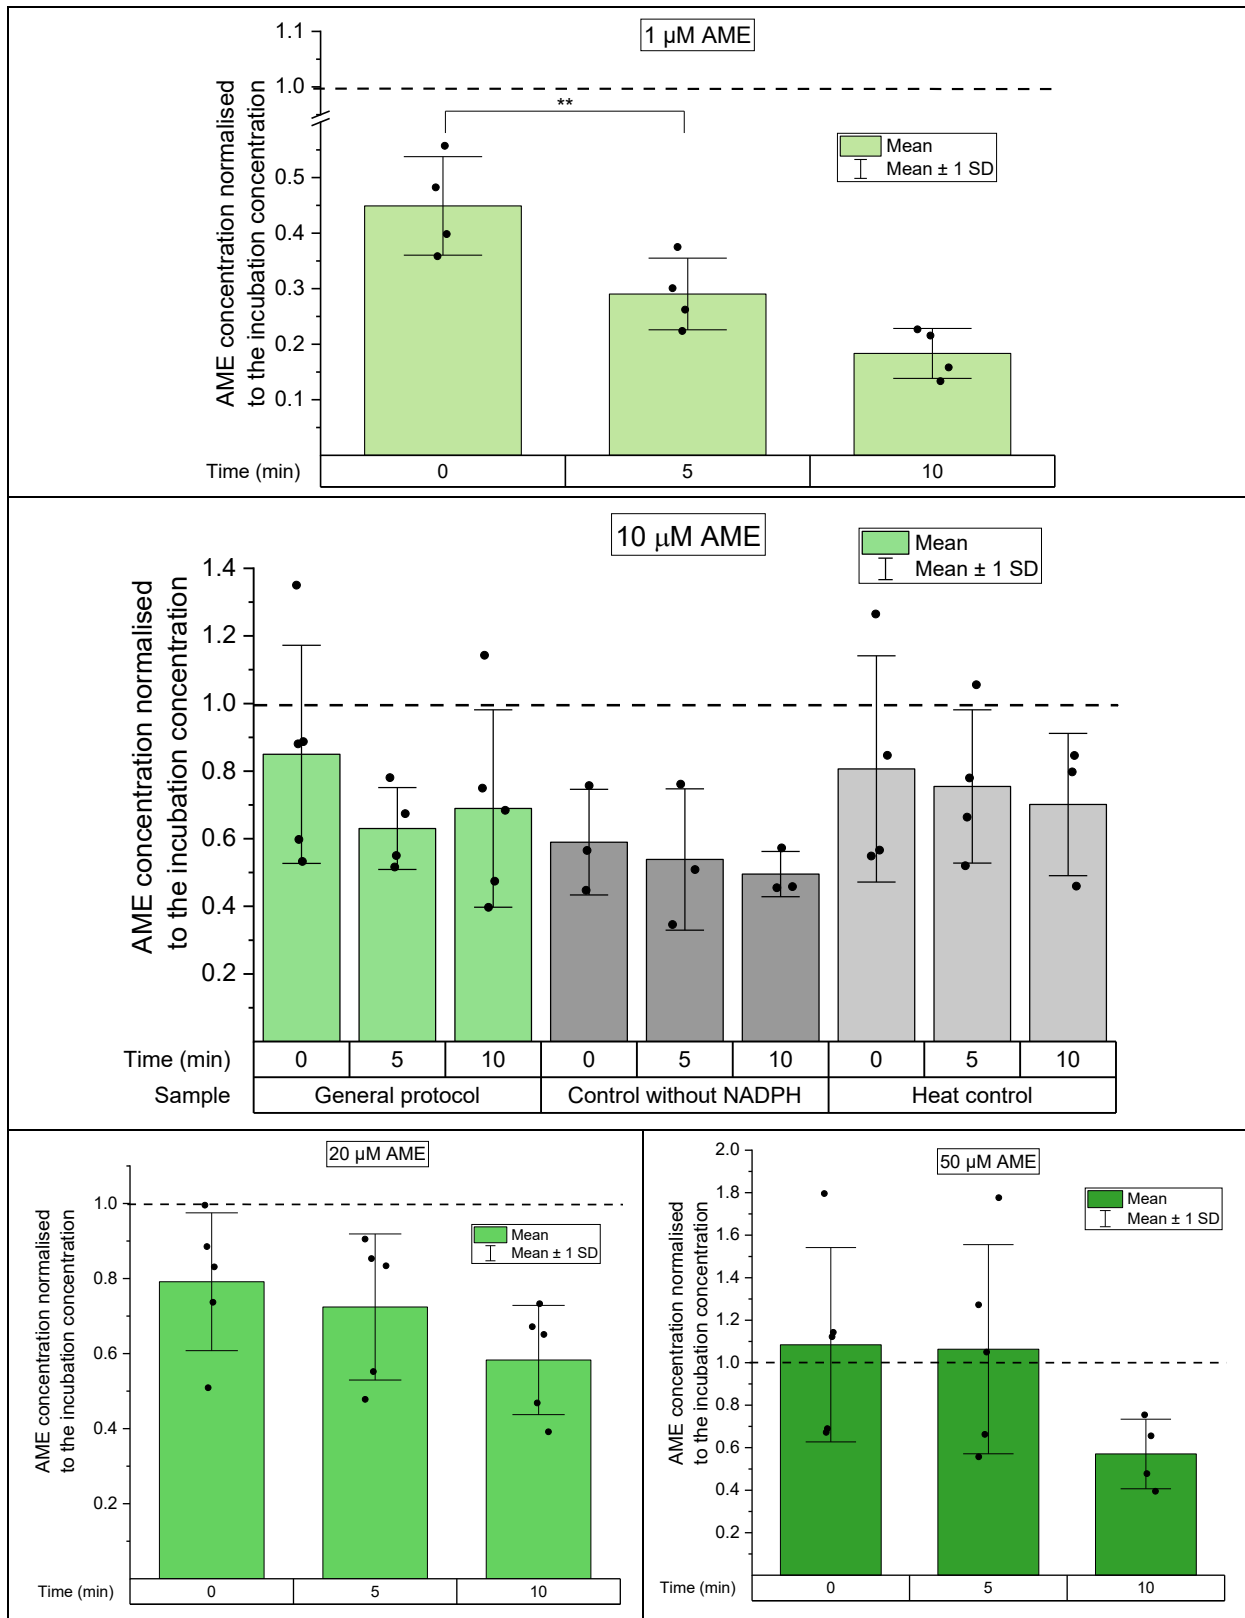 1 µM AME
AME concentration normalised
to the incubation concentration
1.1
1.0
0.5
0.4
0.3
0.2
0.1
**
Mean
Mean ± 1 SD
Time (min) 0 5 10
10 μM AME
AME concentration normalised
to the incubation concentration
1.4
1.2
1.0
0.8
0.6
0.4
0.2
Mean
Mean ± 1 SD
Time (min) 0 5 10 0 5 10 0 5 10
Sample General protocol Control without NADPH Heat control
20 µM AME
AME concentration normalised
to the incubation concentration
1.0
0.8
0.6
0.4
0.2
Mean
Mean ± 1 SD
Time (min) 0 5 10
50 µM AME
AME concentration normalised
to the incubation concentration
2.0
1.8
1.6
1.4
1.2
1.0
0.8
0.6
0.4
0.2
Mean
Mean ± 1 SD
Time (min) 0 5 10